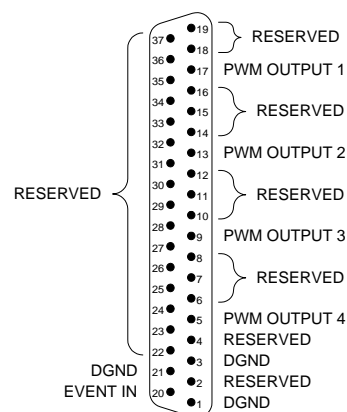 19
37 RESERVED
18
36
17 PWM OUTPUT 1
35
16
34
15 RESERVED
33
14
32
13 PWM OUTPUT 2
31
12
30
11 RESERVED
RESERVED 29
10
28
9 PWM OUTPUT 3
27
8
26
7 RESERVED
25
6
24
5 PWM OUTPUT 4
23
4 RESERVED
22
3 DGND
DGND 21
2 RESERVED
EVENT IN 20
1 DGND